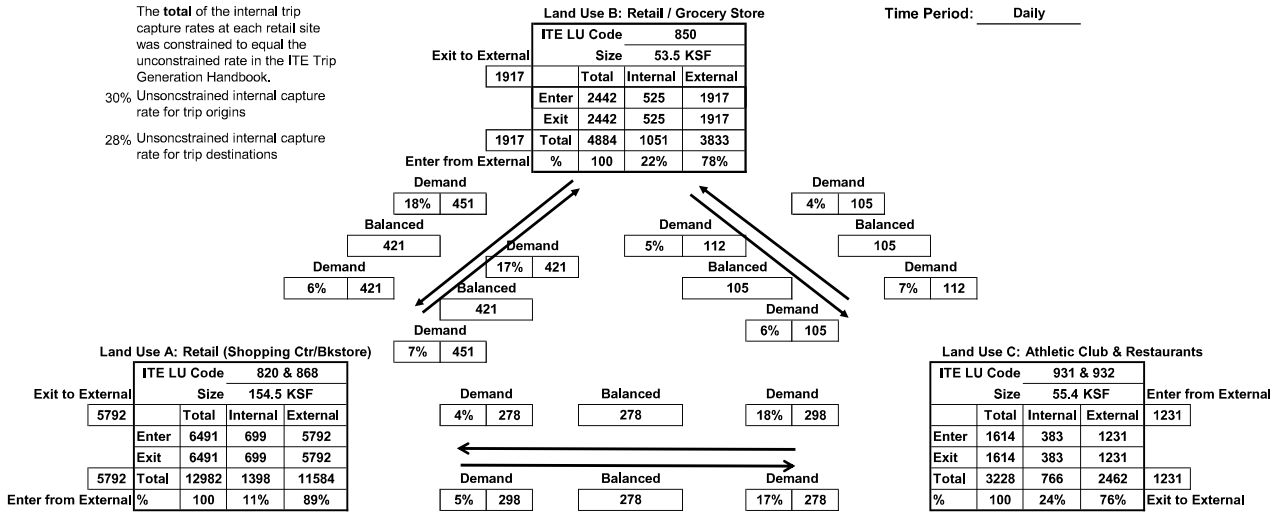 The total of the internal trip
capture rates at each retail site
was constrained to equal the
unconstrained rate in the ITE Trip
Generation Handbook.
30% Unsoncstrained internal capture
rate for trip origins
28% Unsoncstrained internal capture
rate for trip destinations
Land Use B: Retail / Grocery Store
Time Period: Daily
ITE LU Code 850
Exit to External Size 53.5 KSF
1917 Total Internal External
Enter 2442 525 1917
Exit 2442 525 1917
1917 Total 4884 1051 3833
Enter from External % 100 22% 78%
Demand
18% 451
Balanced
421
Demand
6% 421
Demand
17% 421
Balanced
421
Demand
7% 451
Demand
5% 112
Balanced
105
Demand
6% 105
Demand
4% 105
Balanced
105
Demand
7% 112
Land Use A: Retail (Shopping Ctr/Bkstore)
ITE LU Code 820 & 868
Exit to External Size 154.5 KSF
5792 Total Internal External
Enter 6491 699 5792
Exit 6491 699 5792
5792 Total 12982 1398 11584
Enter from External % 100 11% 89%
Demand Balanced Demand
4% 278 278 18% 298
Demand Balanced Demand
5% 298 278 17% 278
Land Use C: Athletic Club & Restaurants
ITE LU Code 931 & 932
Size 55.4 KSF Enter from External
Total Internal External 1231
Enter 1614 383 1231
Exit 1614 383 1231
Total 3228 766 2462 1231
% 100 24% 76% Exit to External